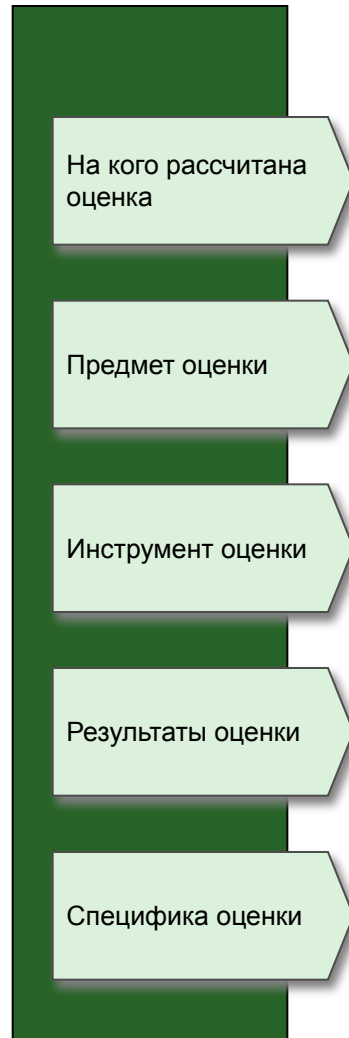 На кого рассчитана
оценка
Предмет оценки
Инструмент оценки
Результаты оценки
Специфика оценки